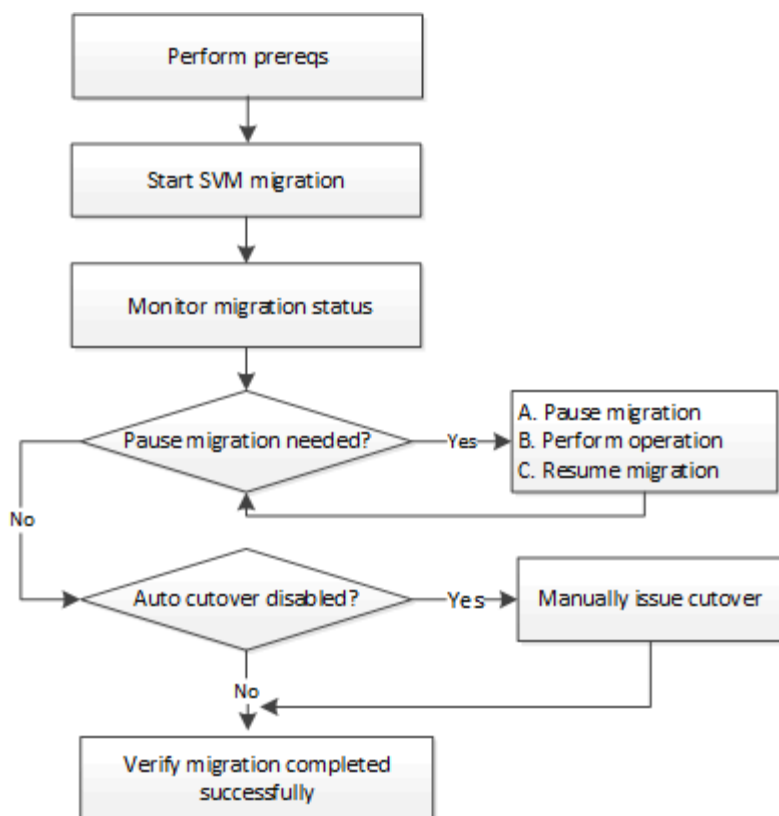 Perform prereqs
Start SVM migration
Monitor migration status
Pause migration needed?
Yes
A. Pause migration
B. Perform operation
C. Resume migration
No
Auto cutover disabled?
Yes
Manually issue cutover
No
Verify migration completed
successfully